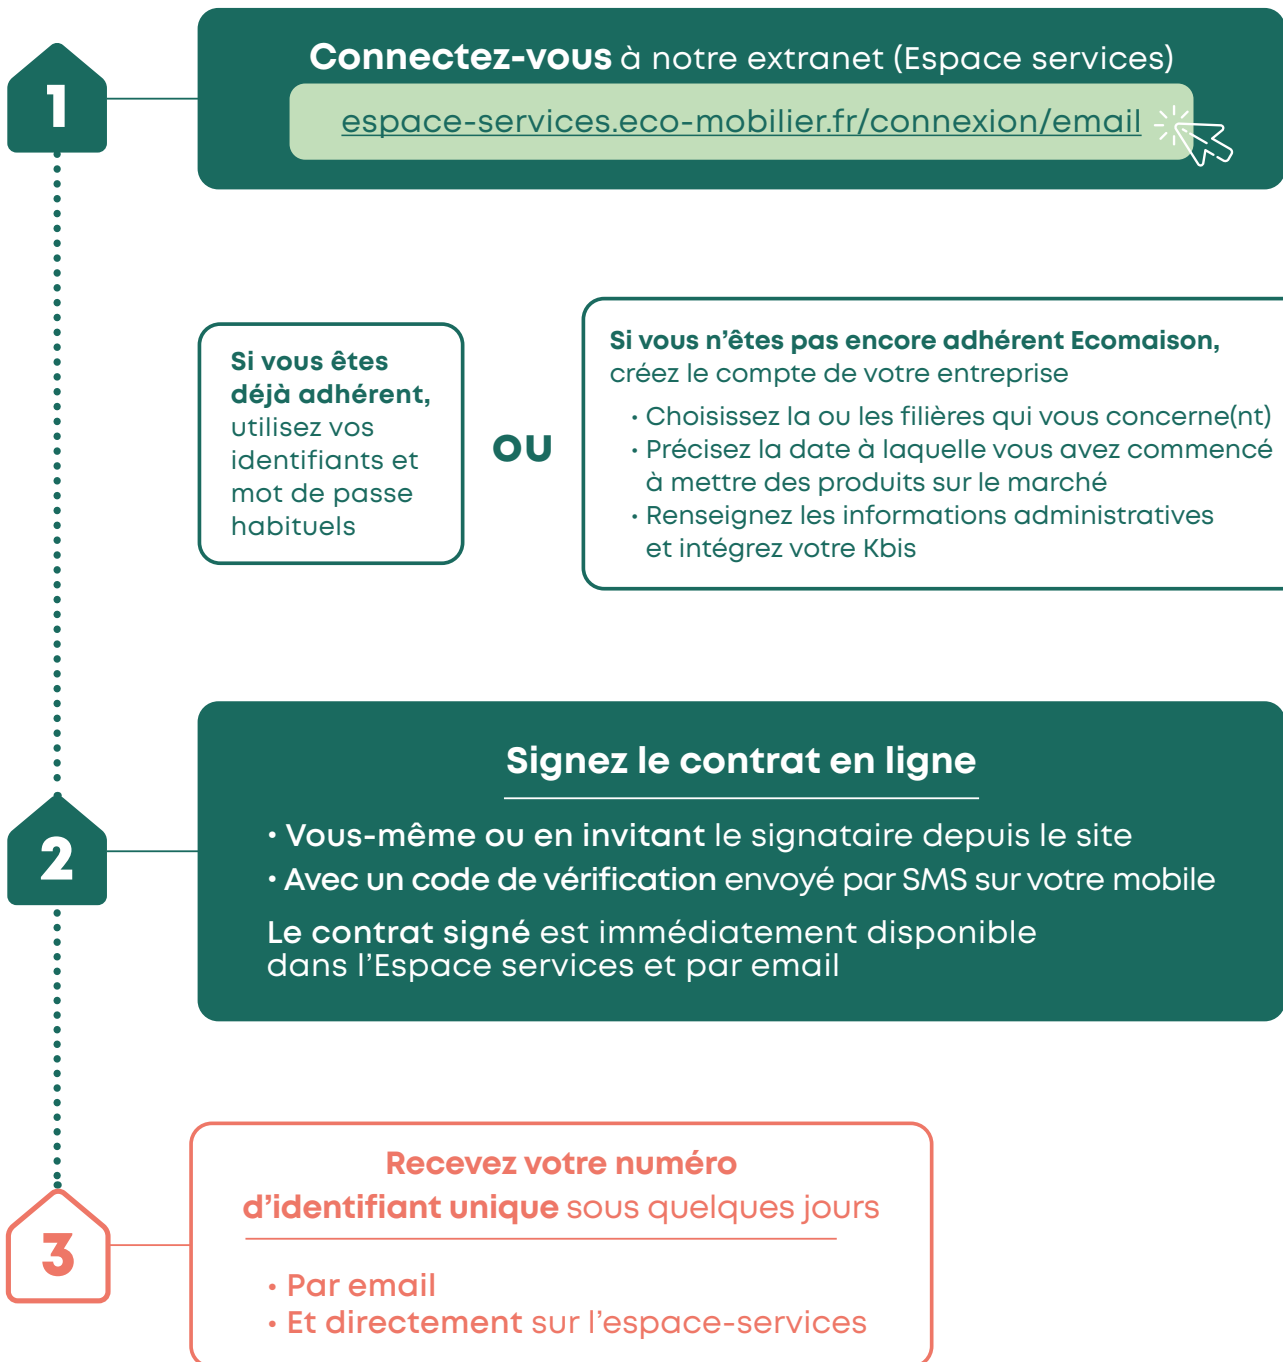 1
Connectez-vous à notre extranet (Espace services)
espace-services.eco-mobilier.fr/connexion/email
Si vous êtes
déjà adhérent,
utilisez vos
identifiants et
mot de passe
habituels
ou
Si vous n’êtes pas encore adhérent Ecomaison,
créez le compte de votre entreprise
• Choisissez la ou les filières qui vous concerne(nt)
• Précisez la date à laquelle vous avez commencé
à mettre des produits sur le marché
• Renseignez les informations administratives
et intégrez votre Kbis
2
Signez le contrat en ligne
• Vous-même ou en invitant le signataire depuis le site
• Avec un code de vérification envoyé par SMS sur votre mobile
Le contrat signé est immédiatement disponible
dans l’Espace services et par email
3
Recevez votre numéro
d’identifiant unique sous quelques jours
• Par email
• Et directement sur l’espace-services